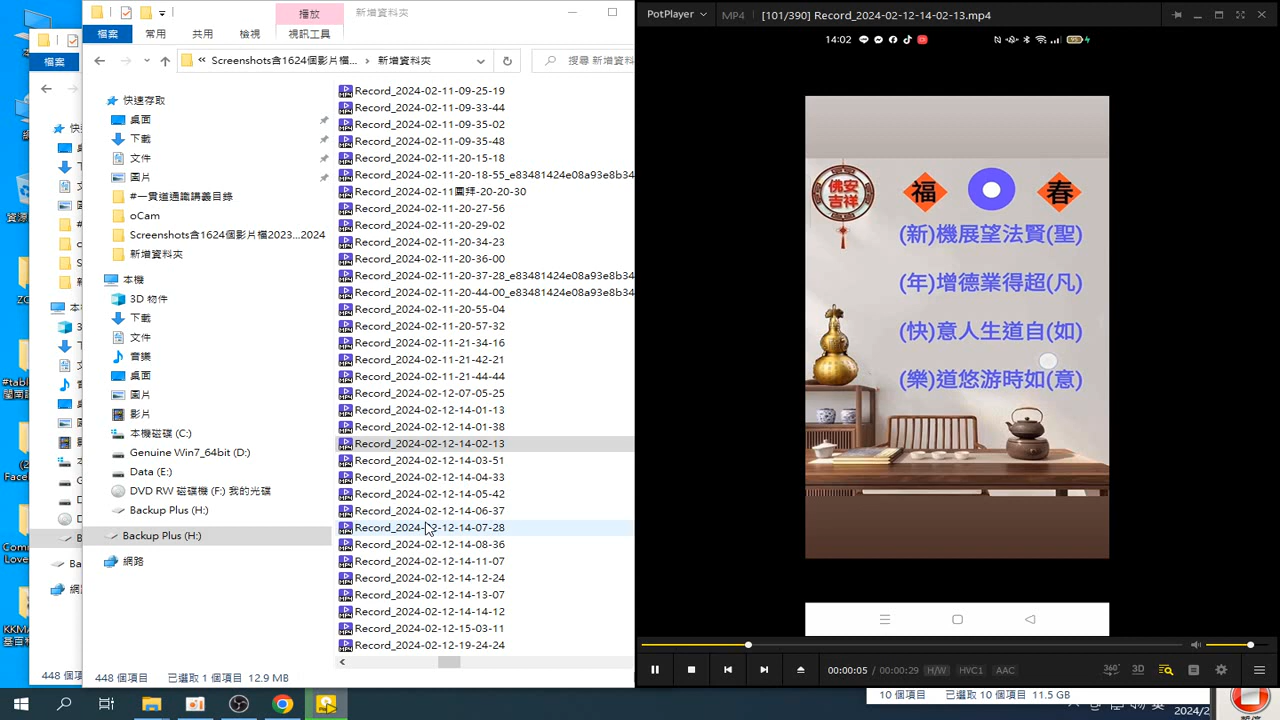 播放
新增資料夾
檔案
常用
共用
檢視
視訊工具
檔案
« Screenshots含1624個影片檔... › 新增資料夾
搜尋 新增資料
快速存取
桌面
下載
文件
圖片
#一貫道通識講義目錄
oCam
Screenshots含1624個影片檔2023...2024
新增資料夾
本機
3D 物件
下載
文件
音樂
桌面
圖片
影片
本機磁碟 (C:)
Genuine Win7_64bit (D:)
Data (E:)
DVD RW 磁碟機 (F:) 我的光碟
Backup Plus (H:)
Backup Plus (H:)
網路
Record_2024-02-11-09-25-19
Record_2024-02-11-09-33-44
Record_2024-02-11-09-35-02
Record_2024-02-11-09-35-48
Record_2024-02-11-20-15-18
Record_2024-02-11-20-18-55_e83481424e08a93e8b34
Record_2024-02-11團拜-20-20-30
Record_2024-02-11-20-27-56
Record_2024-02-11-20-29-02
Record_2024-02-11-20-34-23
Record_2024-02-11-20-36-00
Record_2024-02-11-20-37-28_e83481424e08a93e8b34
Record_2024-02-11-20-44-00_e83481424e08a93e8b34
Record_2024-02-11-20-55-04
Record_2024-02-11-20-57-32
Record_2024-02-11-21-34-16
Record_2024-02-11-21-42-21
Record_2024-02-11-21-44-44
Record_2024-02-12-07-05-25
Record_2024-02-12-14-01-13
Record_2024-02-12-14-01-38
Record_2024-02-12-14-02-13
Record_2024-02-12-14-03-51
Record_2024-02-12-14-04-33
Record_2024-02-12-14-05-42
Record_2024-02-12-14-06-37
Record_2024-02-12-14-07-28
Record_2024-02-12-14-08-36
Record_2024-02-12-14-11-07
Record_2024-02-12-14-12-24
Record_2024-02-12-14-13-07
Record_2024-02-12-14-14-12
Record_2024-02-12-15-03-11
Record_2024-02-12-19-24-24
448 個項目
已選取 1 個項目 12.9 MB
PotPlayer
MP4
[101/390] Record_2024-02-12-14-02-13.mp4
14:02
佛安
吉祥
福
春
(新)機展望法賢(聖)
(年)增德業得超(凡)
(快)意人生道自(如)
(樂)道悠游時如(意)
00:00:05 / 00:00:29
H/W
HVC1
AAC
360°
3D
10 個項目
已選取 10 個項目 11.5 GB
2024/2